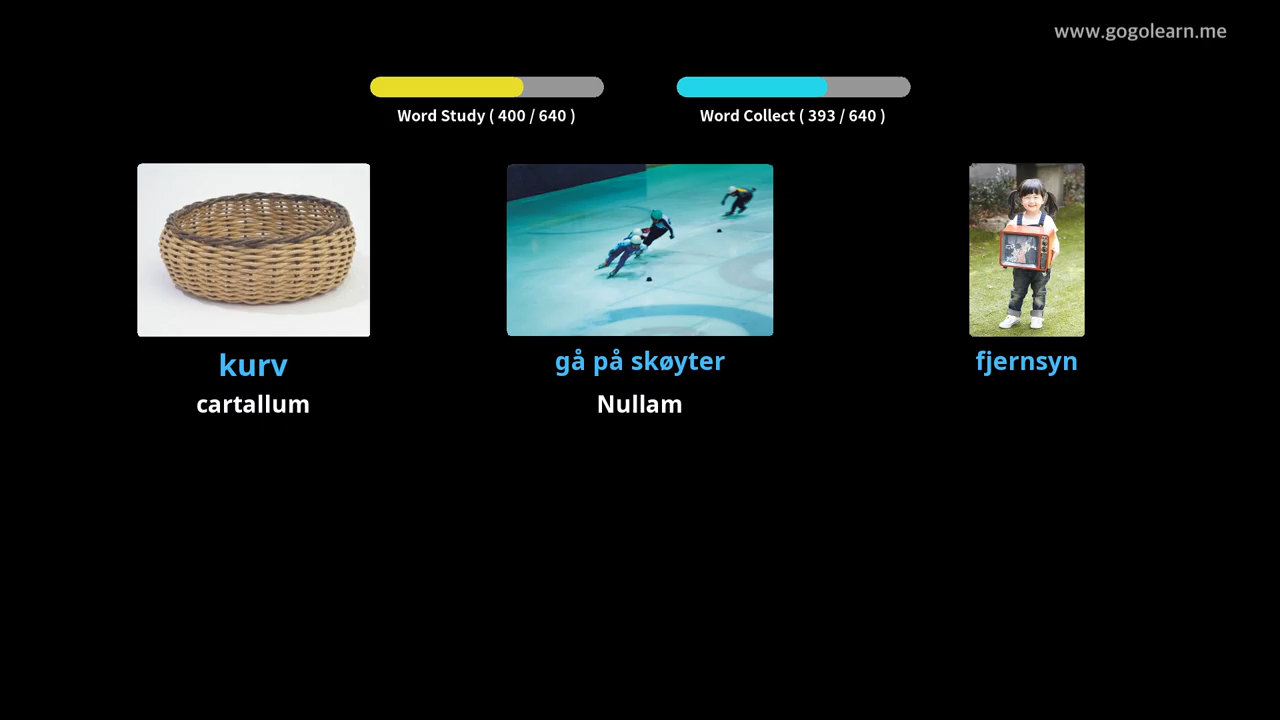 www.gogolearn.me
Word Study ( 400 / 640 )
Word Collect ( 393 / 640 )
kurv
gå på skøyter
fjernsyn
cartallum
Nullam